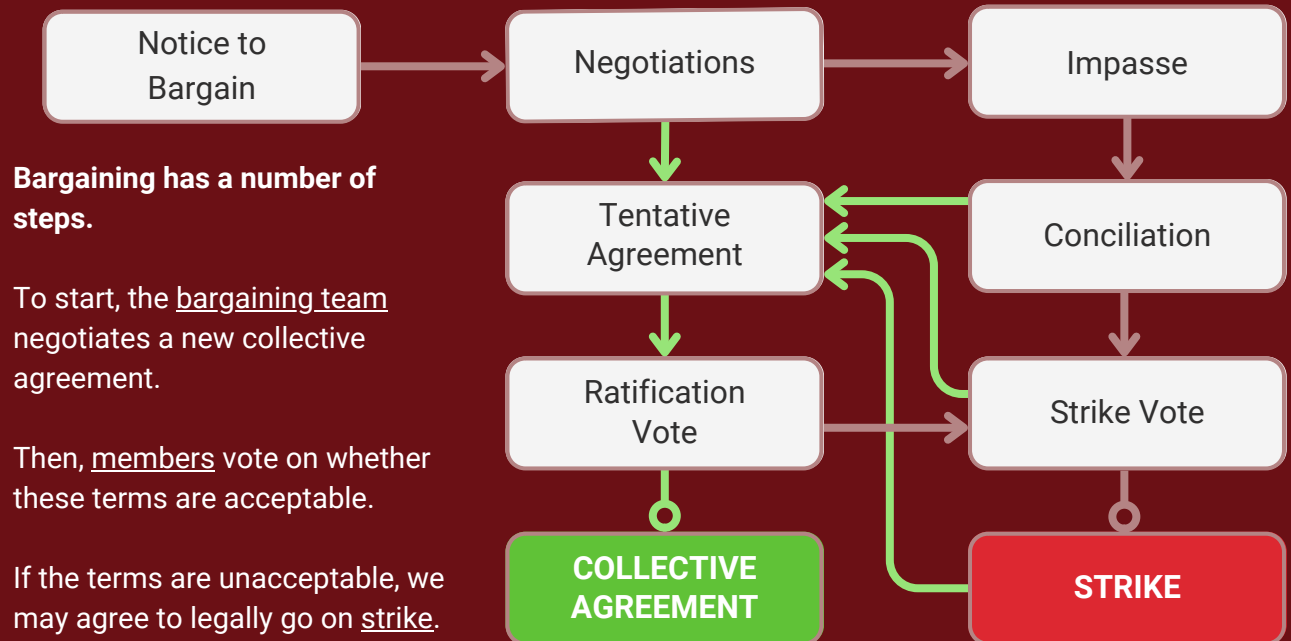 Notice to
Bargain
Negotiations
Impasse
Bargaining has a number of
steps.
To start, the bargaining team
negotiates a new collective
agreement.
Then, members vote on whether
these terms are acceptable.
If the terms are unacceptable, we
may agree to legally go on strike.
Tentative
Agreement
Conciliation
Ratification
Vote
Strike Vote
COLLECTIVE
AGREEMENT
STRIKE